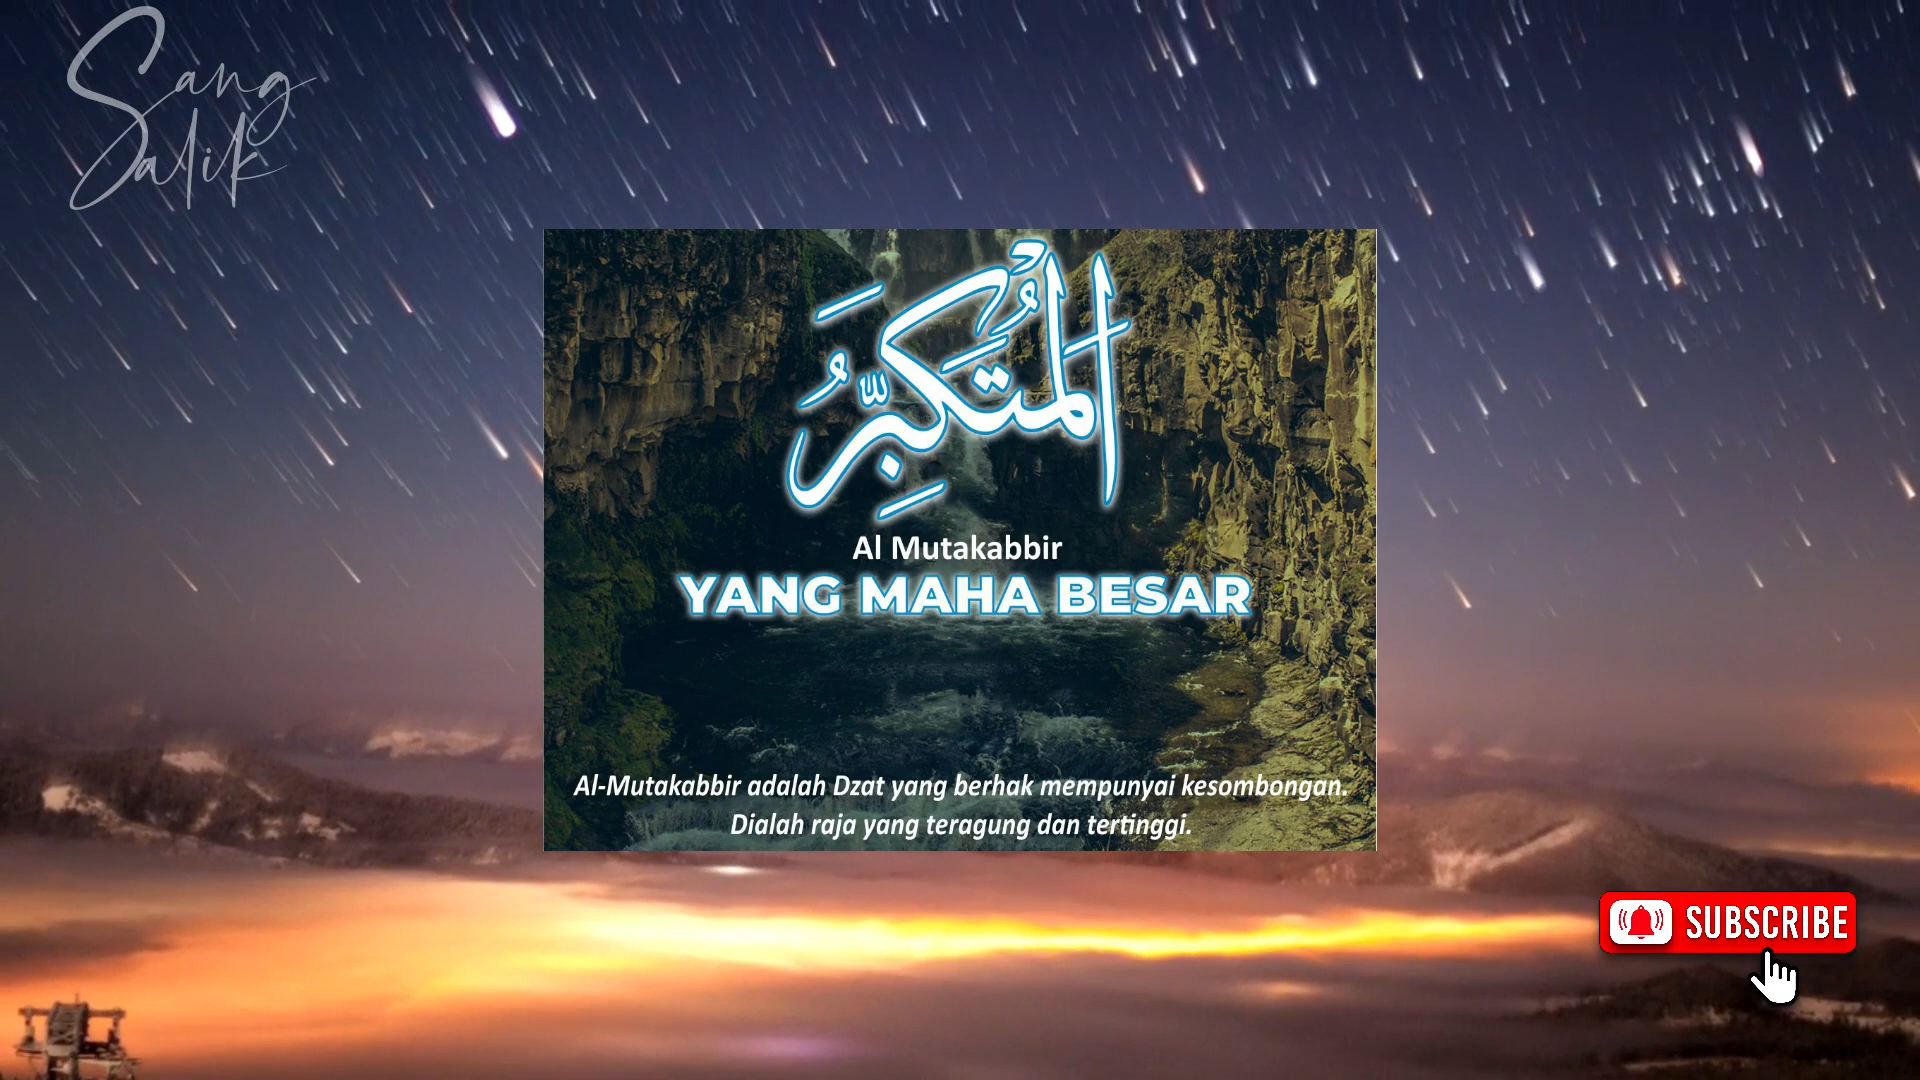 Sang
Salik
المُتَكَبِّرُ
Al Mutakabbir
YANG MAHA BESAR
Al-Mutakabbir adalah Dzat yang berhak mempunyai kesombongan.
Dialah raja yang teragung dan tertinggi.
SUBSCRIBE